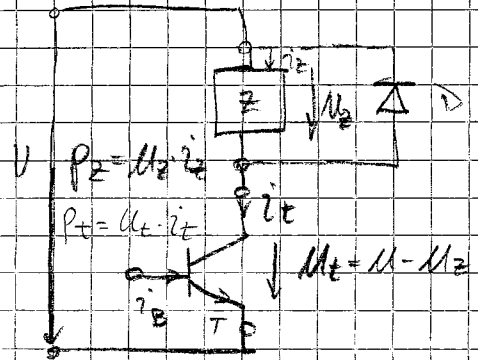 i_z
Z
u_z
D
U
p_z = u_z · i_z
i_t
p_t = u_t · i_t
u_t = u - u_z
i_B
T